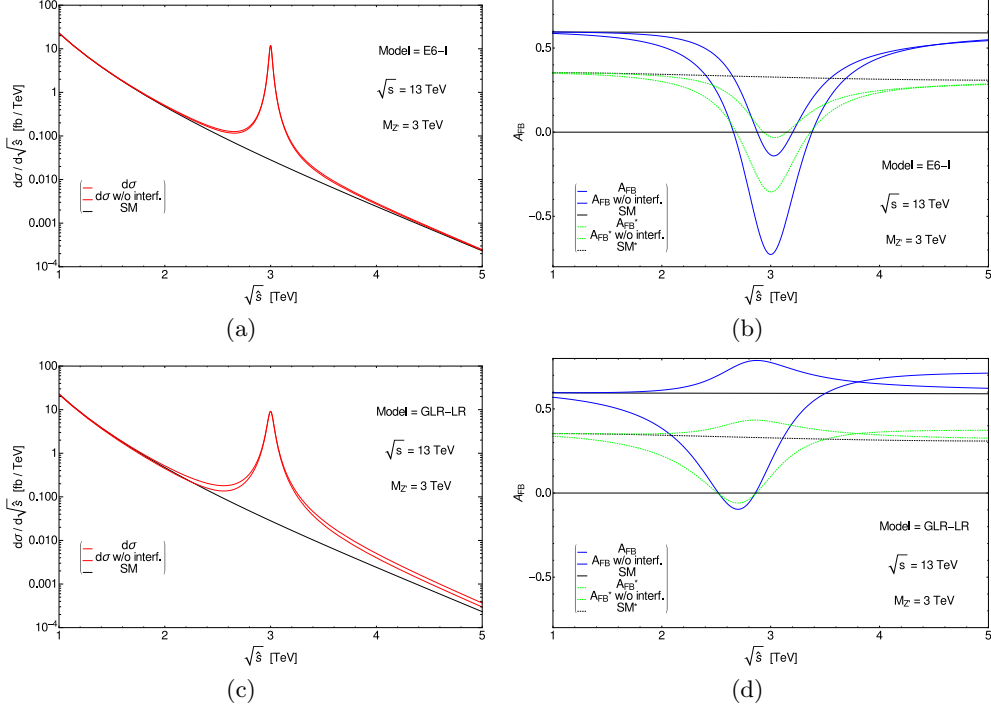 100
10
1
0.100
0.010
0.001
10⁻⁴
dσ / d√ŝ [fb / TeV]
Model = E6-I
√s = 13 TeV
M_Z' = 3 TeV
dσ
dσ w/o interf.
SM
1 2 3 4 5
√ŝ [TeV]
(a)
0.5
0.0
-0.5
A_FB
Model = E6-I
√s = 13 TeV
M_Z' = 3 TeV
A_FB
A_FB w/o interf.
SM
A_FB*
A_FB* w/o interf.
SM*
1 2 3 4 5
√ŝ [TeV]
(b)
100
10
1
0.100
0.010
0.001
10⁻⁴
dσ / d√ŝ [fb / TeV]
Model = GLR-LR
√s = 13 TeV
M_Z' = 3 TeV
dσ
dσ w/o interf.
SM
1 2 3 4 5
√ŝ [TeV]
(c)
0.5
0.0
-0.5
A_FB
Model = GLR-LR
√s = 13 TeV
M_Z' = 3 TeV
A_FB
A_FB w/o interf.
SM
A_FB*
A_FB* w/o interf.
SM*
1 2 3 4 5
√ŝ [TeV]
(d)